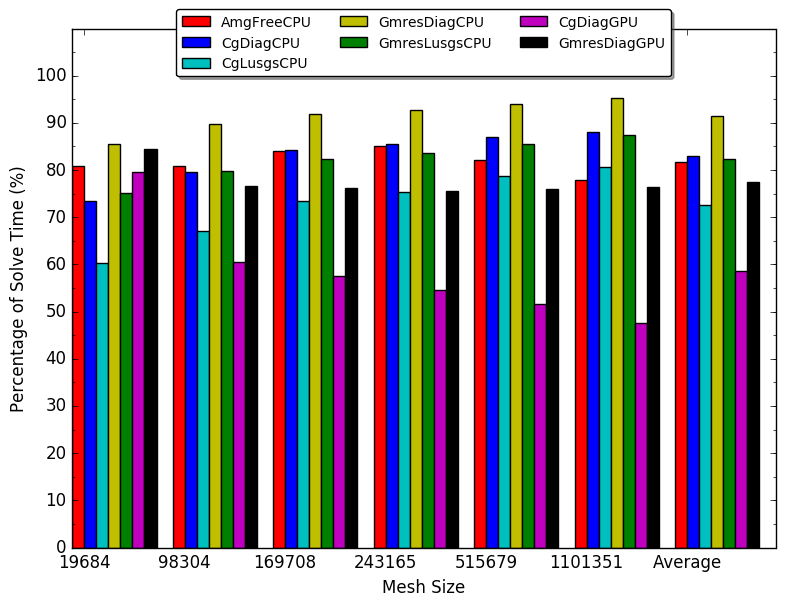 AmgFreeCPU GmresDiagCPU CgDiagGPU
CgDiagCPU GmresLusgsCPU GmresDiagGPU
CgLusgsCPU
100
90
80
70
60
50
40
30
20
10
0
Percentage of Solve Time (%)
19684 98304 169708 243165 515679 1101351 Average
Mesh Size